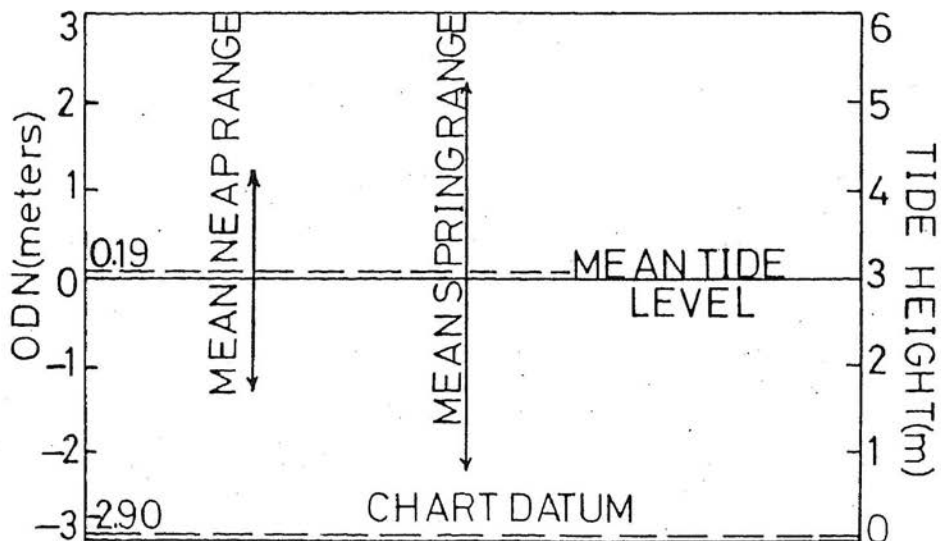 ODN(meters)
3
2
1
0
-1
-2
-3
0.19
2.90
MEAN NEAP RANGE
MEAN SPRING RANGE
MEAN TIDE
LEVEL
CHART DATUM
6
5
4
3
2
1
0
TIDE HEIGHT(m)